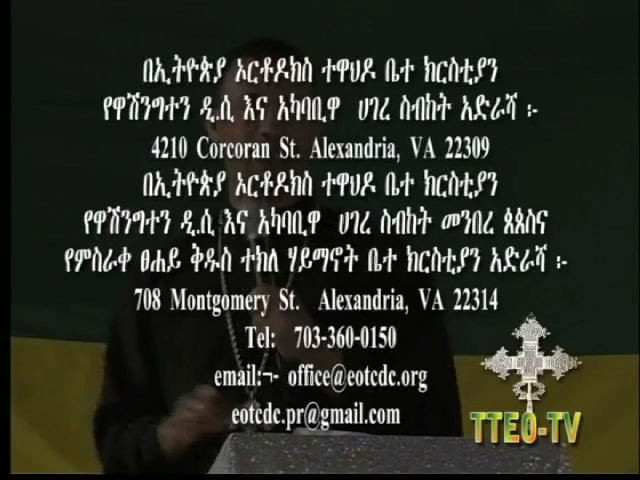 በኢትዮጵያ ኦርቶዶክስ ተዋህዶ ቤተ ክርስቲያን
የዋሽንግተን ዲ.ሲ እና አካባቢዋ ሀገረ ስብከት አድራሻ ፡-
4210 Corcoran St. Alexandria, VA 22309
በኢትዮጵያ ኦርቶዶክስ ተዋህዶ ቤተ ክርስቲያን
የዋሽንግተን ዲ.ሲ እና አካባቢዋ ሀገረ ስብከት መንበረ ጵጵስና
የምስራቀ ፀሐይ ቅዱስ ተክለ ሃይማኖት ቤተ ክርስቲያን አድራሻ ፡-
708 Montgomery St. Alexandria, VA 22314
Tel: 703-360-0150
email:¬- office@eotcdc.org
eotcdc.pr@gmail.com
TTEO-TV